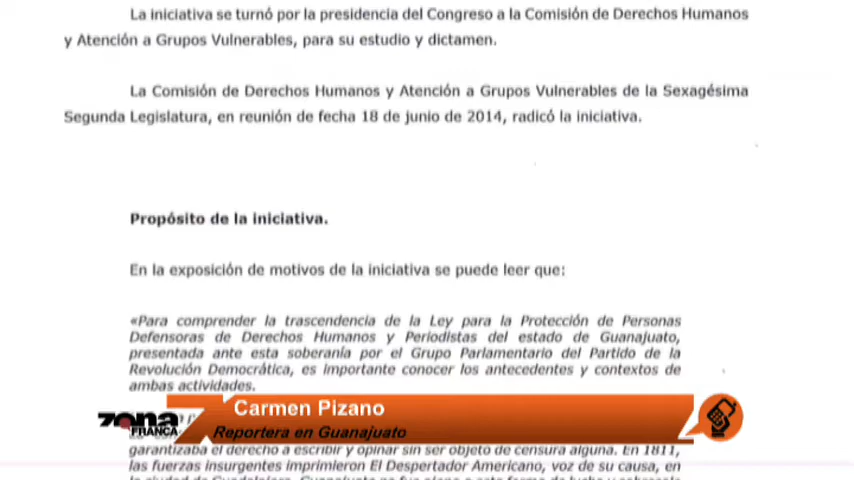 La iniciativa se turnó por la presidencia del Congreso a la Comisión de Derechos Humanos
y Atención a Grupos Vulnerables, para su estudio y dictamen.
La Comisión de Derechos Humanos y Atención a Grupos Vulnerables de la Sexagésima
Segunda Legislatura, en reunión de fecha 18 de junio de 2014, radicó la iniciativa.
Propósito de la iniciativa.
En la exposición de motivos de la iniciativa se puede leer que:
«Para comprender la trascendencia de la Ley para la Protección de Personas
Defensoras de Derechos Humanos y Periodistas del estado de Guanajuato,
presentada ante esta soberanía por el Grupo Parlamentario del Partido de la
Revolución Democrática, es importante conocer los antecedentes y contextos de
ambas actividades.
Carmen Pizano
ZONA
FRANCA
Reportera en Guanajuato
garantizaba el derecho a escribir y opinar sin ser objeto de censura alguna. En 1811,
las fuerzas insurgentes imprimieron El Despertador Americano, voz de su causa, en